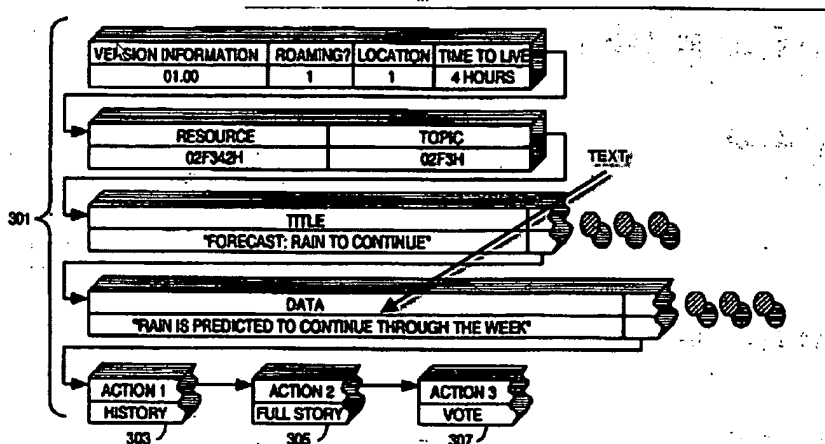 VERSION INFORMATION ROAMING? LOCATION TIME TO LIVE
01.00 1 1 4 HOURS
RESOURCE TOPIC
02F342H 02F3H
TEXT
301
TITLE
"FORECAST: RAIN TO CONTINUE"
DATA
"RAIN IS PREDICTED TO CONTINUE THROUGH THE WEEK"
ACTION 1 ACTION 2 ACTION 3
HISTORY FULL STORY VOTE
303 305 307